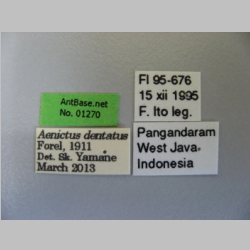 AntBase.net
No. 01270
Aenictus dentatus
Forel, 1911
Det. Sk. Yamane
March 2013
FI 95-676
15 xii 1995
F. Ito leg.
Pangandaram
West Java
Indonesia